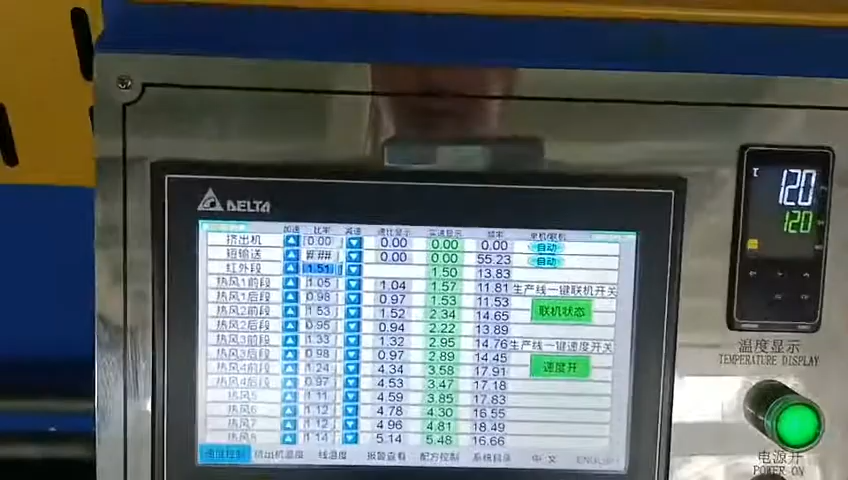 DELTA
加速 比率 减速 速比显示 实速显示 频率 单机/联机
挤出机 0.00 0.00 0.00 0.00 自动
短输送 #.## 0.00 0.00 55.23 自动
红外段 1.51 1.50 13.83
热风1前段 1.05 1.04 1.57 11.81 生产线一键联机开关
热风1后段 0.98 0.97 1.53 11.53
热风2前段 1.53 1.52 2.34 14.65 联机状态
热风2后段 0.95 0.94 2.22 13.89
热风3前段 1.33 1.32 2.95 14.76 生产线一键速度开关
热风3后段 0.98 0.97 2.89 14.45
热风4前段 1.24 4.34 3.58 17.91 速度开
热风4后段 0.97 4.53 3.47 17.18
热风5 1.11 4.59 3.85 17.83
热风6 1.12 4.78 4.30 16.55
热风7 1.12 4.96 4.81 18.51
热风8 1.14 5.14 5.48 16.66
速度控制 挤出机温度 线温度 报警查看 配方控制 系统目录 中文 ENGLISH
℃ 120
120
温度显示
TEMPERATURE DISPLAY
电源开
POWER ON